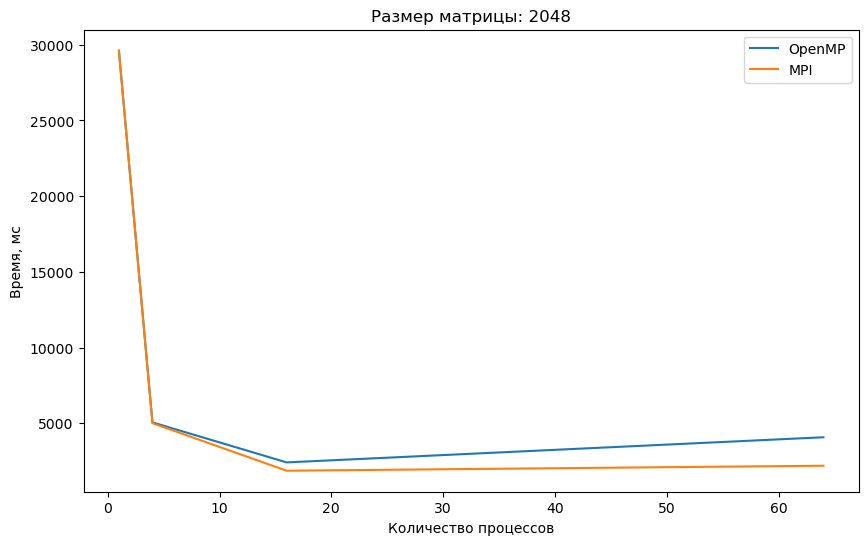 Размер матрицы: 2048
OpenMP
MPI
30000
25000
20000
15000
10000
5000
Время, мс
0 10 20 30 40 50 60
Количество процессов